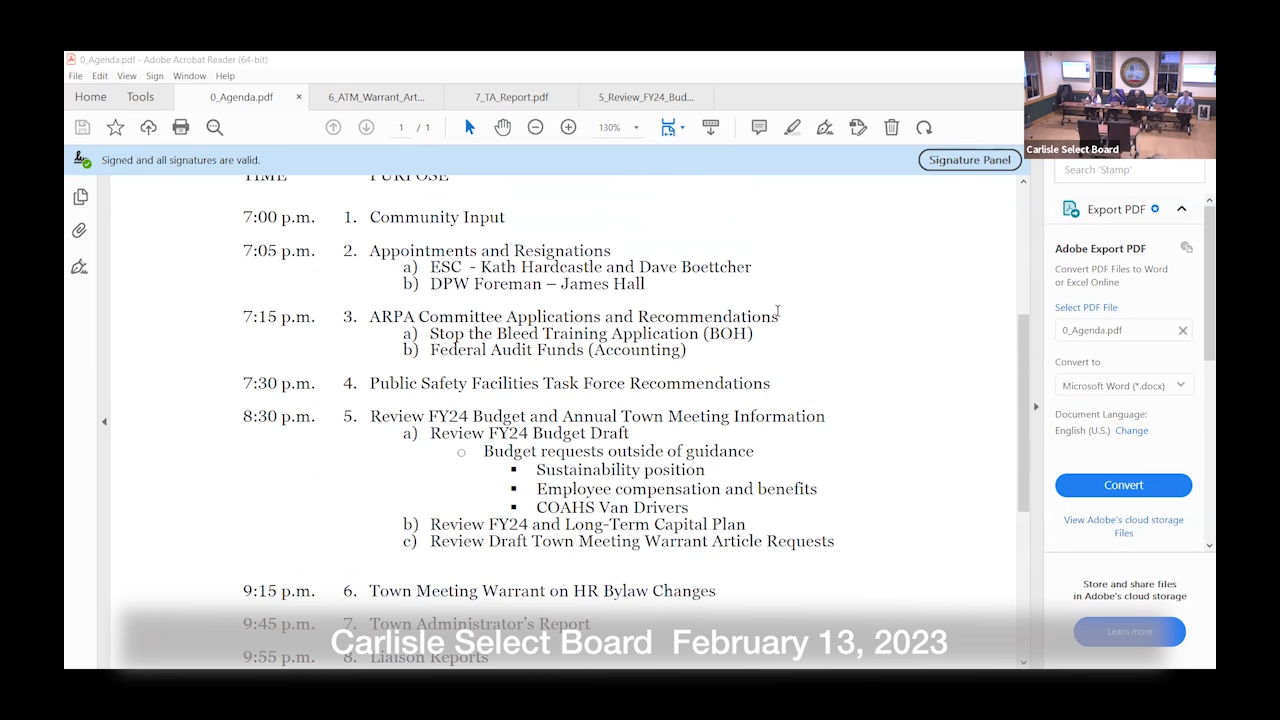 0_Agenda.pdf - Adobe Acrobat Reader (64-bit)
File Edit View Sign Window Help
Home Tools 0_Agenda.pdf × 6_ATM_Warrant_Art... 7_TA_Report.pdf 5_Review_FY24_Bud...
1 / 1 130%
Carlisle Select Board
Signed and all signatures are valid. Signature Panel
Search 'Stamp'
TIME PURPOSE
7:00 p.m. 1. Community Input
7:05 p.m. 2. Appointments and Resignations
a) ESC - Kath Hardcastle and Dave Boettcher
b) DPW Foreman – James Hall
7:15 p.m. 3. ARPA Committee Applications and Recommendations
a) Stop the Bleed Training Application (BOH)
b) Federal Audit Funds (Accounting)
7:30 p.m. 4. Public Safety Facilities Task Force Recommendations
8:30 p.m. 5. Review FY24 Budget and Annual Town Meeting Information
a) Review FY24 Budget Draft
○ Budget requests outside of guidance
▪ Sustainability position
▪ Employee compensation and benefits
▪ COAHS Van Drivers
b) Review FY24 and Long-Term Capital Plan
c) Review Draft Town Meeting Warrant Article Requests
9:15 p.m. 6. Town Meeting Warrant on HR Bylaw Changes
9:45 p.m. 7. Town Administrator's Report
9:55 p.m. 8. Liaison Reports
Export PDF
Adobe Export PDF
Convert PDF Files to Word
or Excel Online
Select PDF File
0_Agenda.pdf
Convert to
Microsoft Word (*.docx)
Document Language:
English (U.S.) Change
Convert
View Adobe's cloud storage
Files
Store and share files
in Adobe's cloud storage
Learn more
Carlisle Select Board February 13, 2023